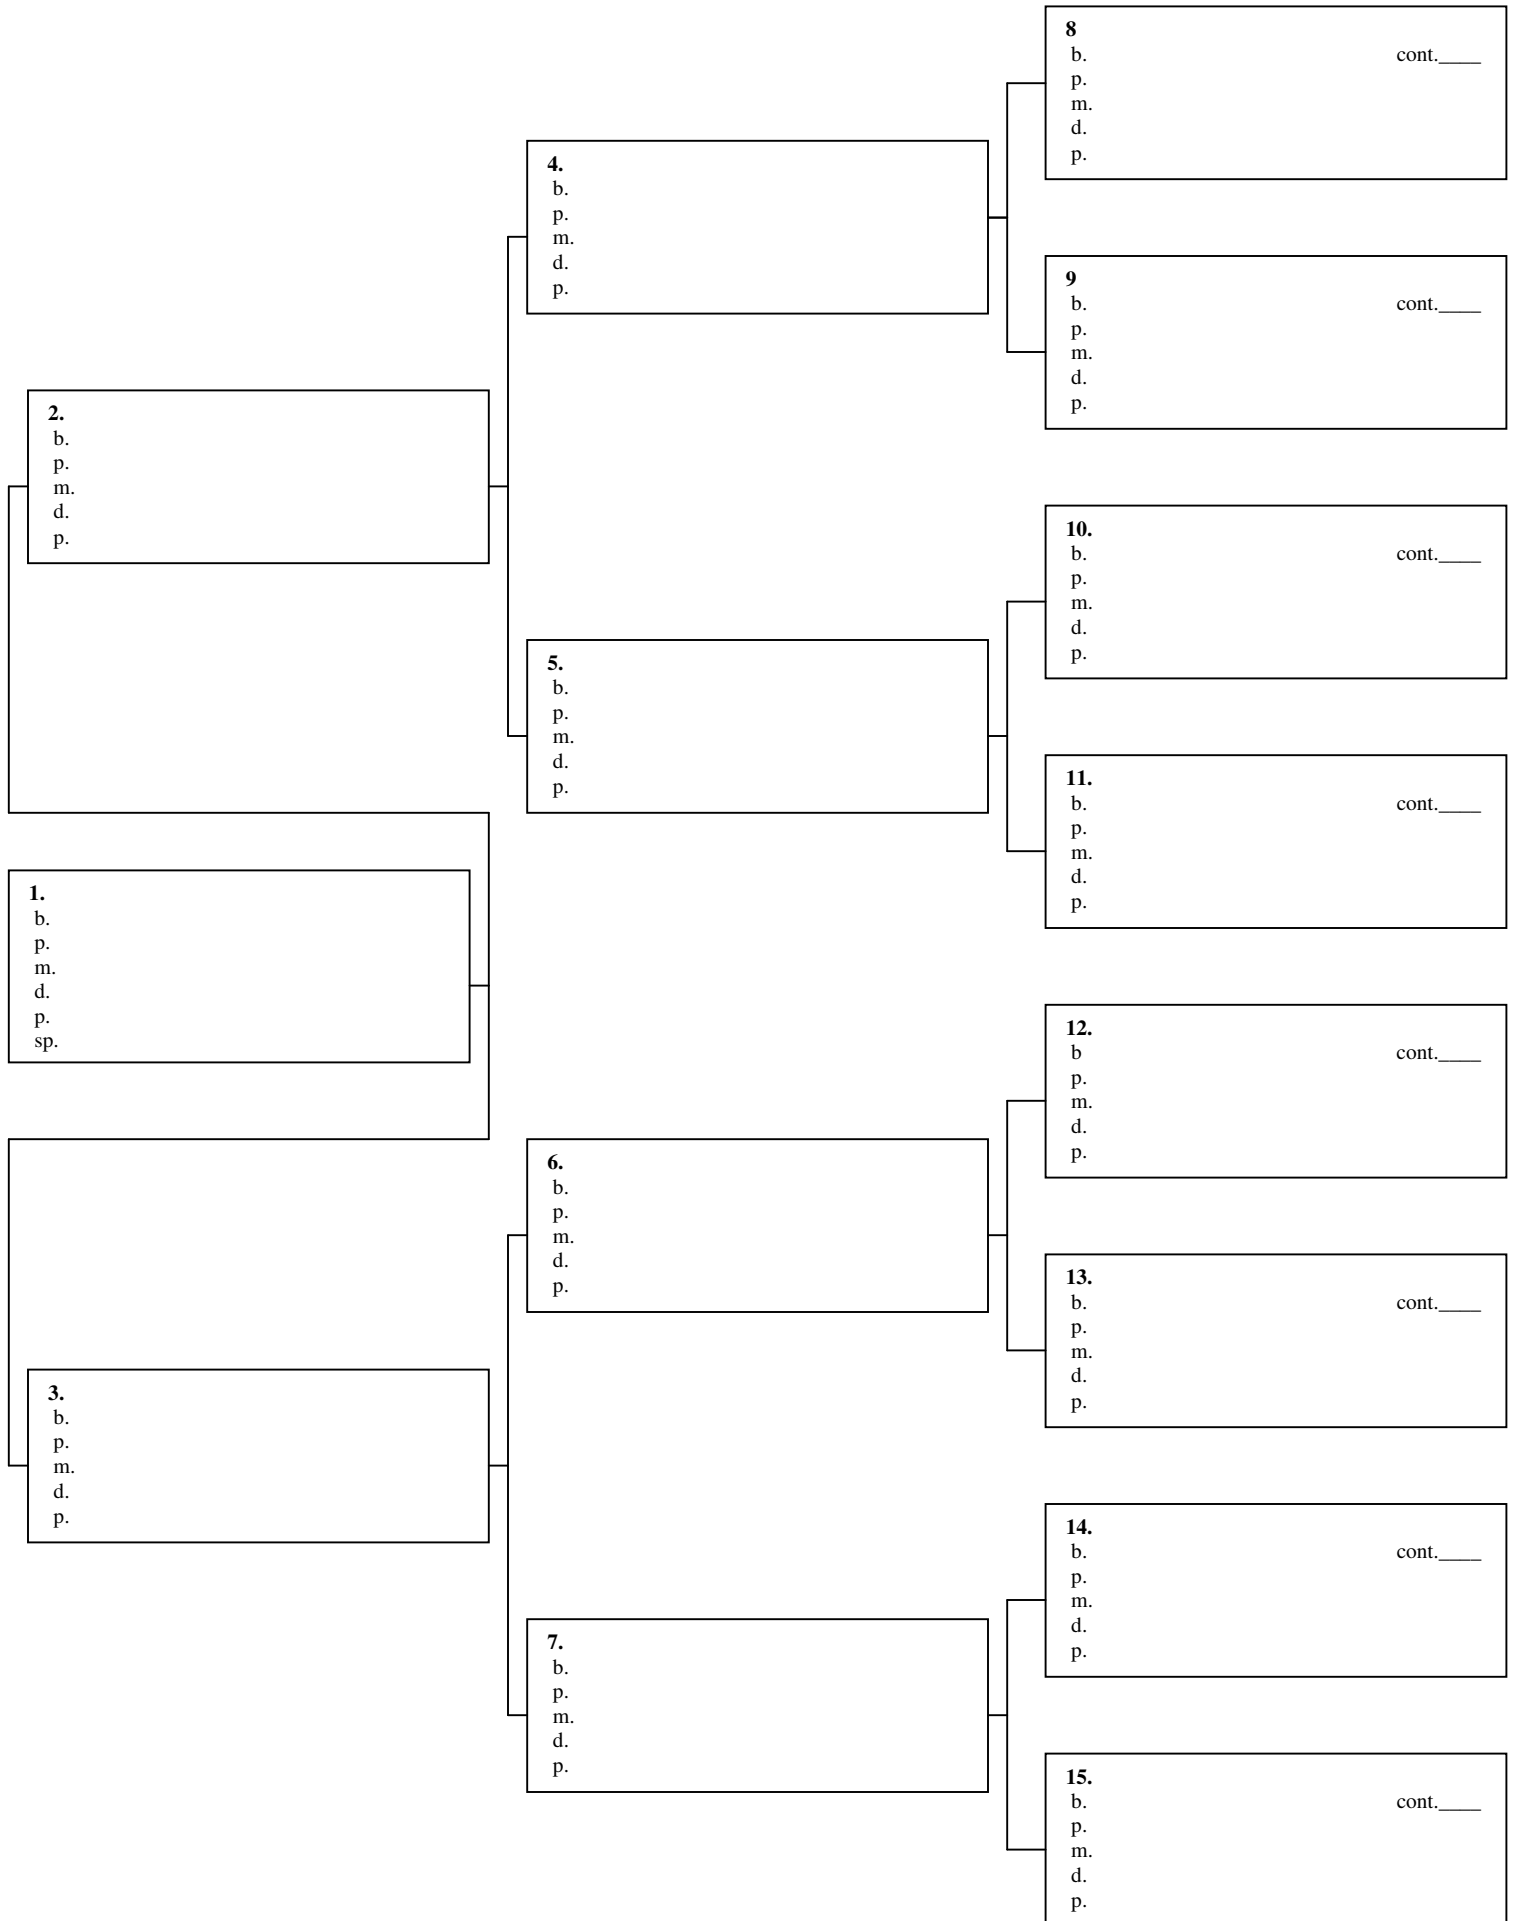 8
b. cont.____
p.
m.
d.
p.
9
b. cont.____
p.
m.
d.
p.
4.
b.
p.
m.
d.
p.
2.
b.
p.
m.
d.
p.
10.
b. cont.____
p.
m.
d.
p.
5.
b.
p.
m.
d.
p.
11.
b. cont.____
p.
m.
d.
p.
1.
b.
p.
m.
d.
p.
sp.
12.
b cont.____
p.
m.
d.
p.
6.
b.
p.
m.
d.
p.
13.
b. cont.____
p.
m.
d.
p.
3.
b.
p.
m.
d.
p.
14.
b. cont.____
p.
m.
d.
p.
7.
b.
p.
m.
d.
p.
15.
b. cont.____
p.
m.
d.
p.